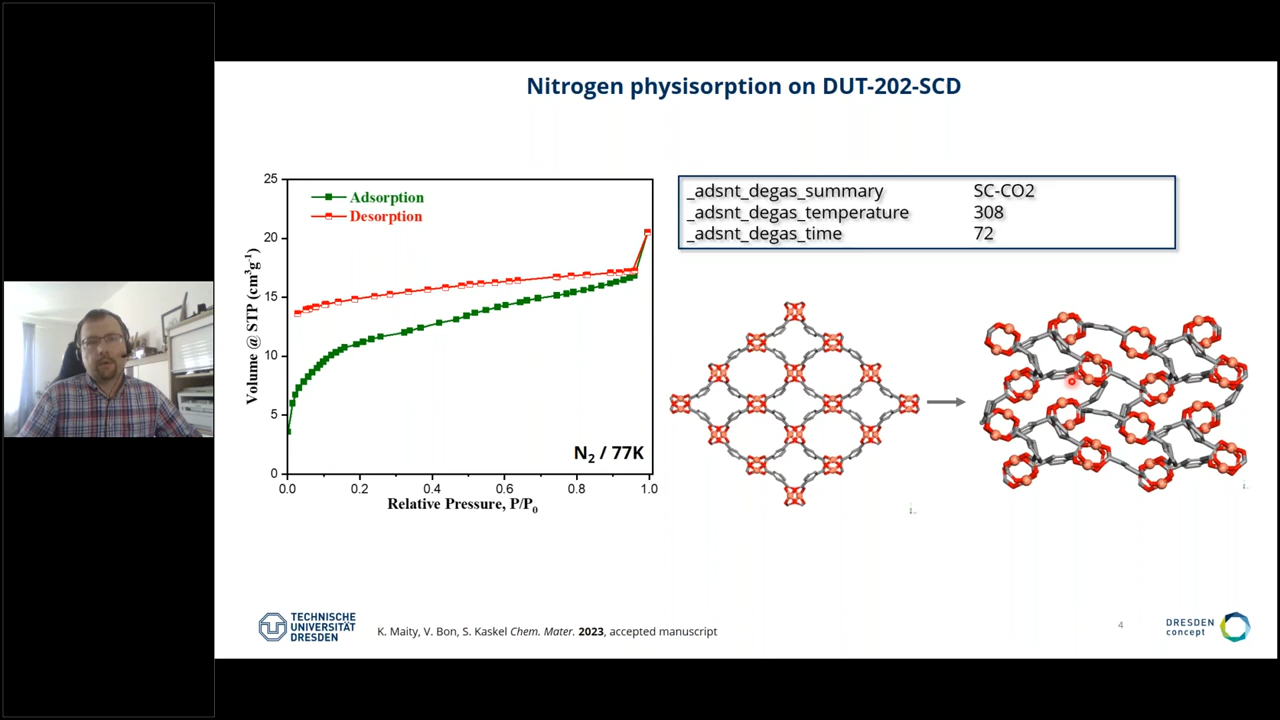 Nitrogen physisorption on DUT-202-SCD
25
20
15
10
5
0
Volume @ STP (cm³g⁻¹)
Adsorption
Desorption
N₂ / 77K
0.0 0.2 0.4 0.6 0.8 1.0
Relative Pressure, P/P₀
_adsnt_degas_summary SC-CO2
_adsnt_degas_temperature 308
_adsnt_degas_time 72
TECHNISCHE
UNIVERSITÄT
DRESDEN
K. Maity, V. Bon, S. Kaskel Chem. Mater. 2023, accepted manuscript
4
DRESDEN
concept